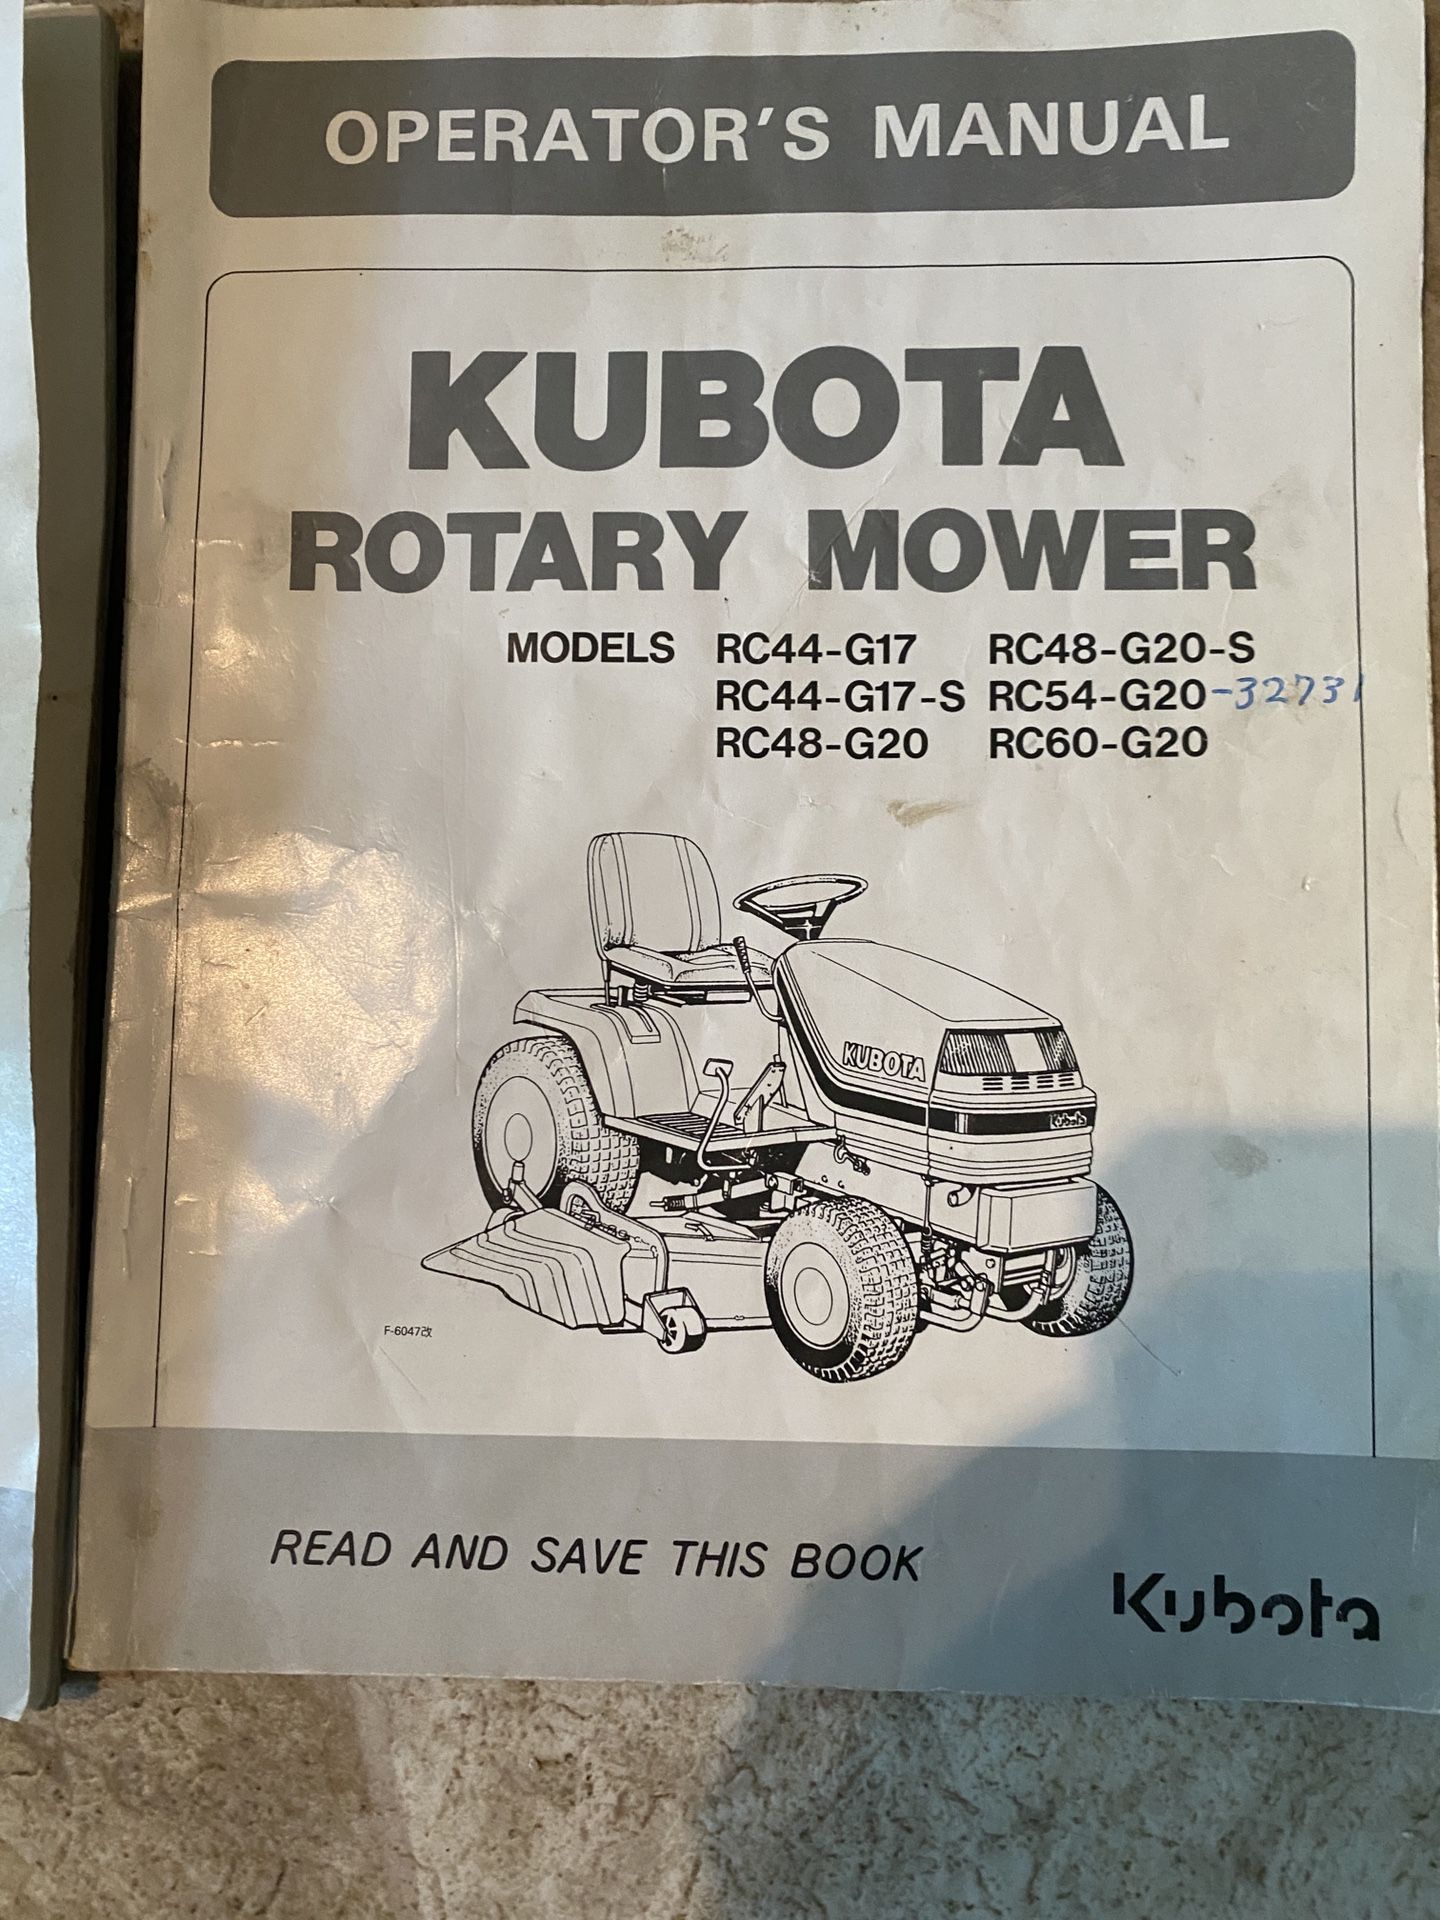 OPERATOR'S MANUAL
KUBOTA
ROTARY MOWER
MODELS RC44-G17 RC48-G20-S
RC44-G17-S RC54-G20-32731
RC48-G20 RC60-G20
KUBOTA
Kubota
F-6047改
READ AND SAVE THIS BOOK
Kubota